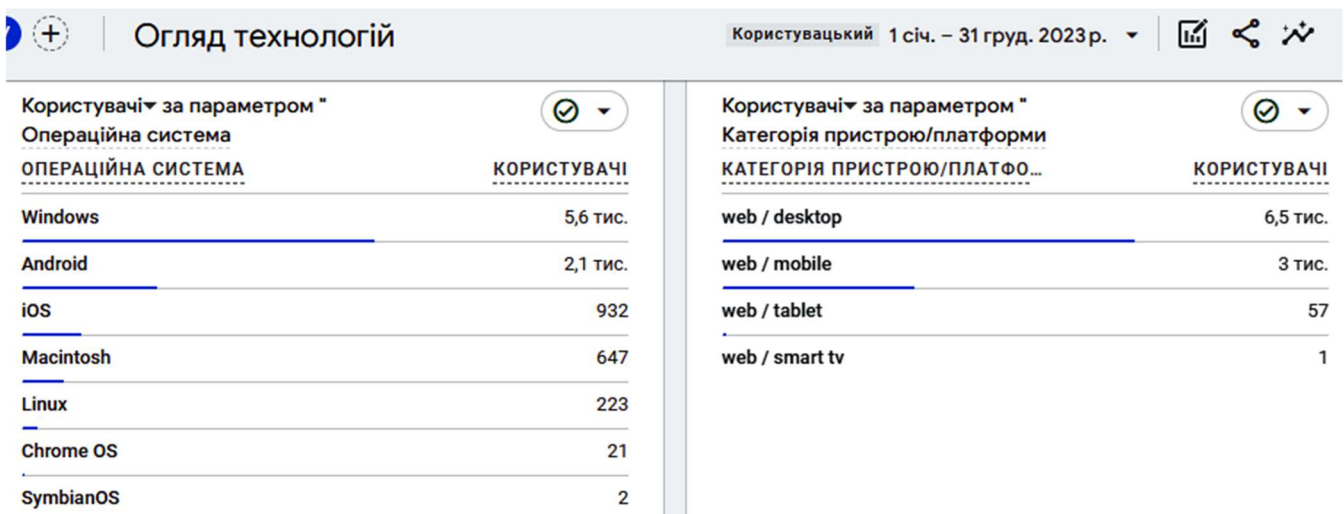 Огляд технологій
Користувацький 1 січ. – 31 груд. 2023 р.
Користувачі за параметром "
Операційна система
ОПЕРАЦІЙНА СИСТЕМА КОРИСТУВАЧІ
Windows 5,6 тис.
Android 2,1 тис.
iOS 932
Macintosh 647
Linux 223
Chrome OS 21
SymbianOS 2
Користувачі за параметром "
Категорія пристрою/платформи
КАТЕГОРІЯ ПРИСТРОЮ/ПЛАТФО... КОРИСТУВАЧІ
web / desktop 6,5 тис.
web / mobile 3 тис.
web / tablet 57
web / smart tv 1